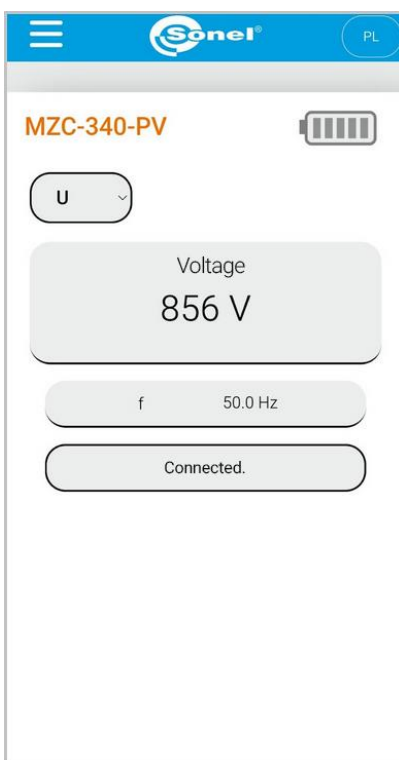 Sonel®
PL
MZC-340-PV
U
Voltage
856 V
f 50.0 Hz
Connected.